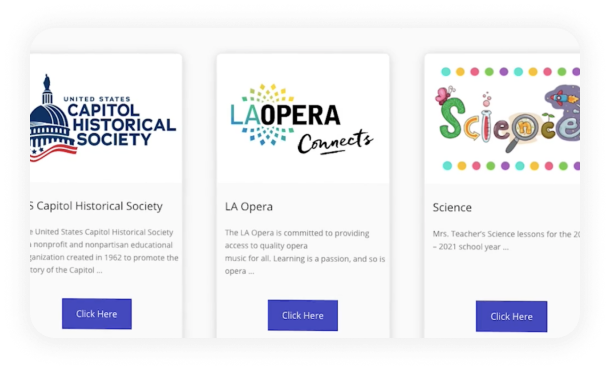 UNITED STATES
CAPITOL
HISTORICAL
SOCIETY
S Capitol Historical Society
e United States Capitol Historical Society
nonprofit and nonpartisan educational
ganization created in 1962 to promote the
tory of the Capitol ...
Click Here
LAOPERA
Connects
LA Opera
The LA Opera is committed to providing
access to quality opera
music for all. Learning is a passion, and so is
opera ...
Click Here
Science
Science
Mrs. Teacher's Science lessons for the 20
– 2021 school year ...
Click Here